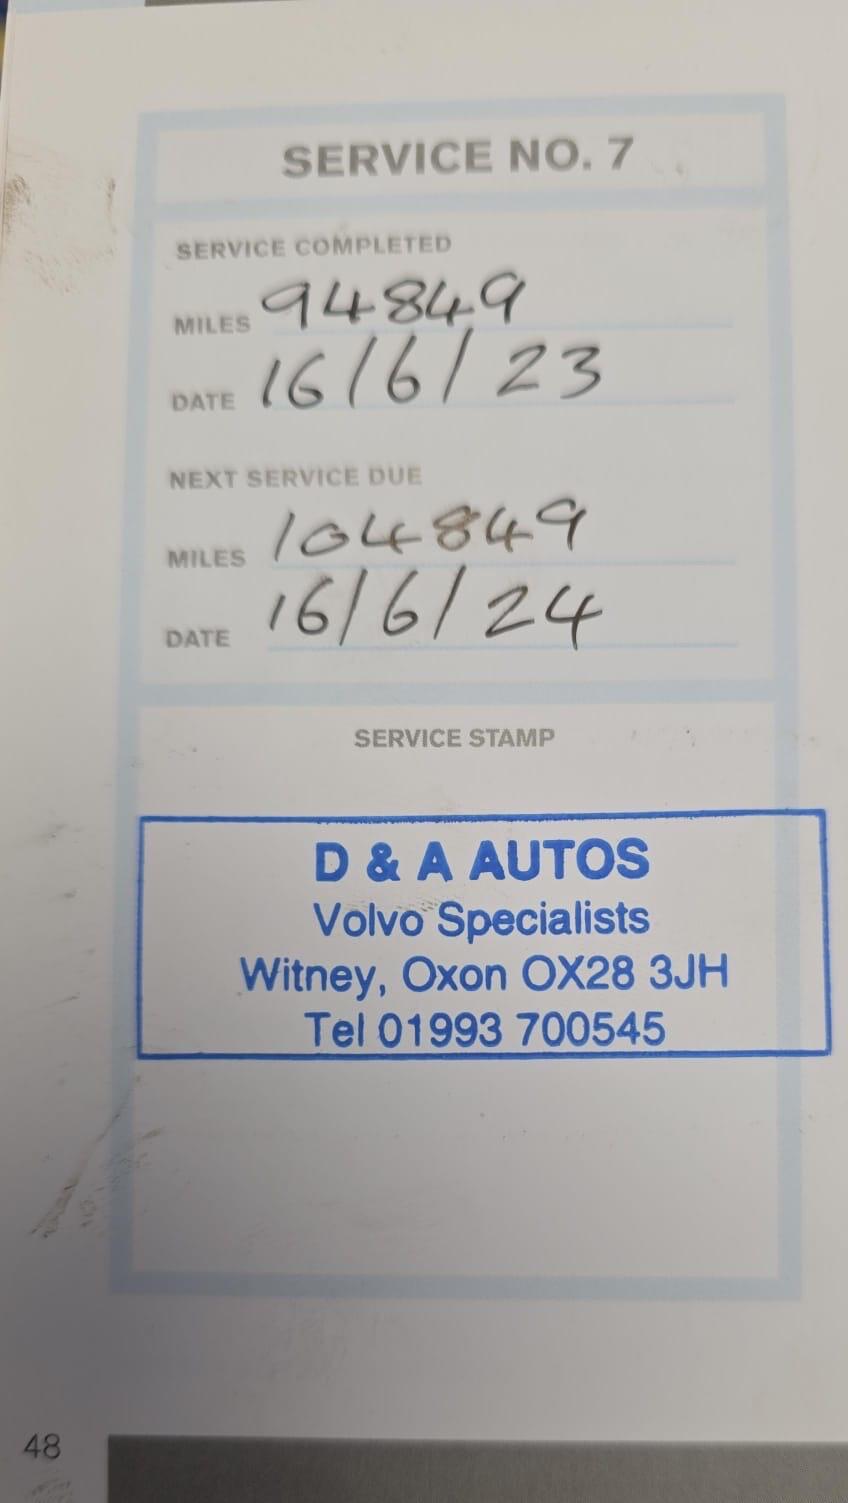 SERVICE NO. 7
SERVICE COMPLETED
MILES 94849
DATE 16/6/23
NEXT SERVICE DUE
MILES 104849
DATE 16/6/24
SERVICE STAMP
D & A AUTOS
Volvo Specialists
Witney, Oxon OX28 3JH
Tel 01993 700545
48